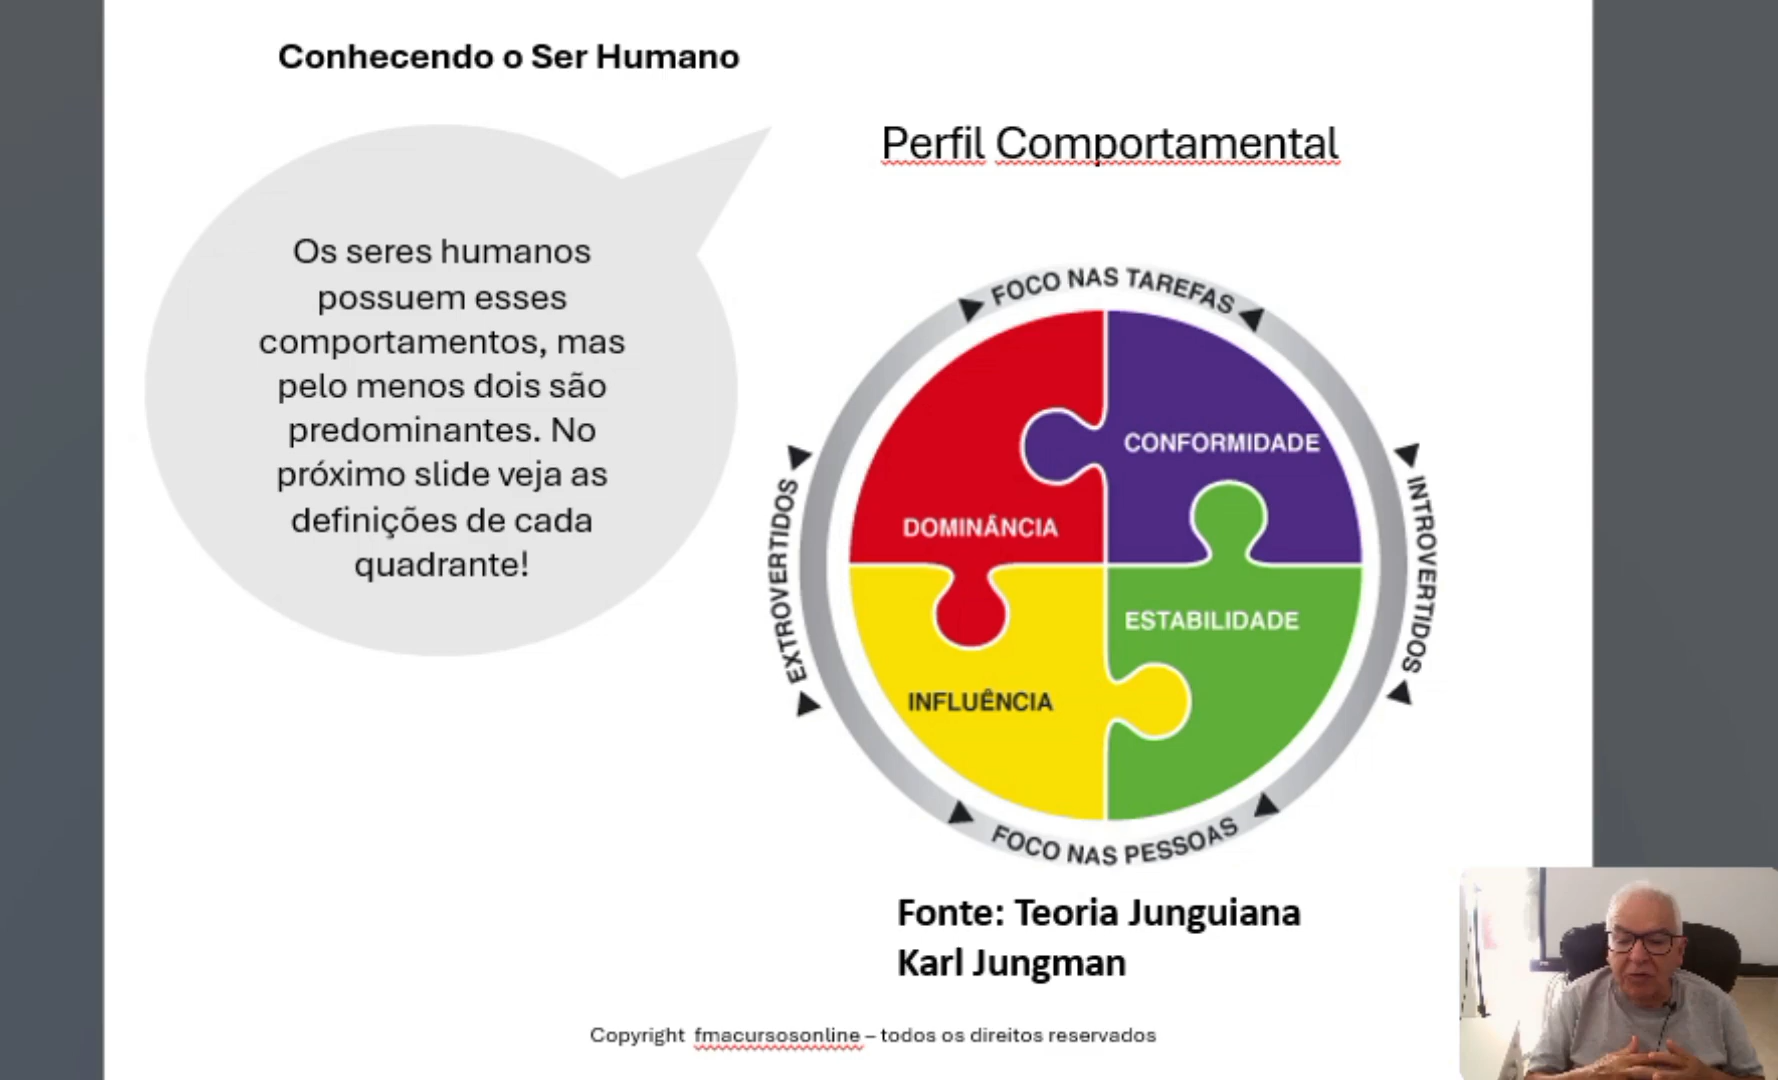 Conhecendo o Ser Humano
Perfil Comportamental
Os seres humanos
possuem esses
comportamentos, mas
pelo menos dois são
predominantes. No
próximo slide veja as
definições de cada
quadrante!
FOCO NAS TAREFAS
EXTROVERTIDOS
INTROVERTIDOS
CONFORMIDADE
DOMINÂNCIA
ESTABILIDADE
INFLUÊNCIA
FOCO NAS PESSOAS
Fonte: Teoria Junguiana
Karl Jungman
Copyright fmacursosonline – todos os direitos reservados